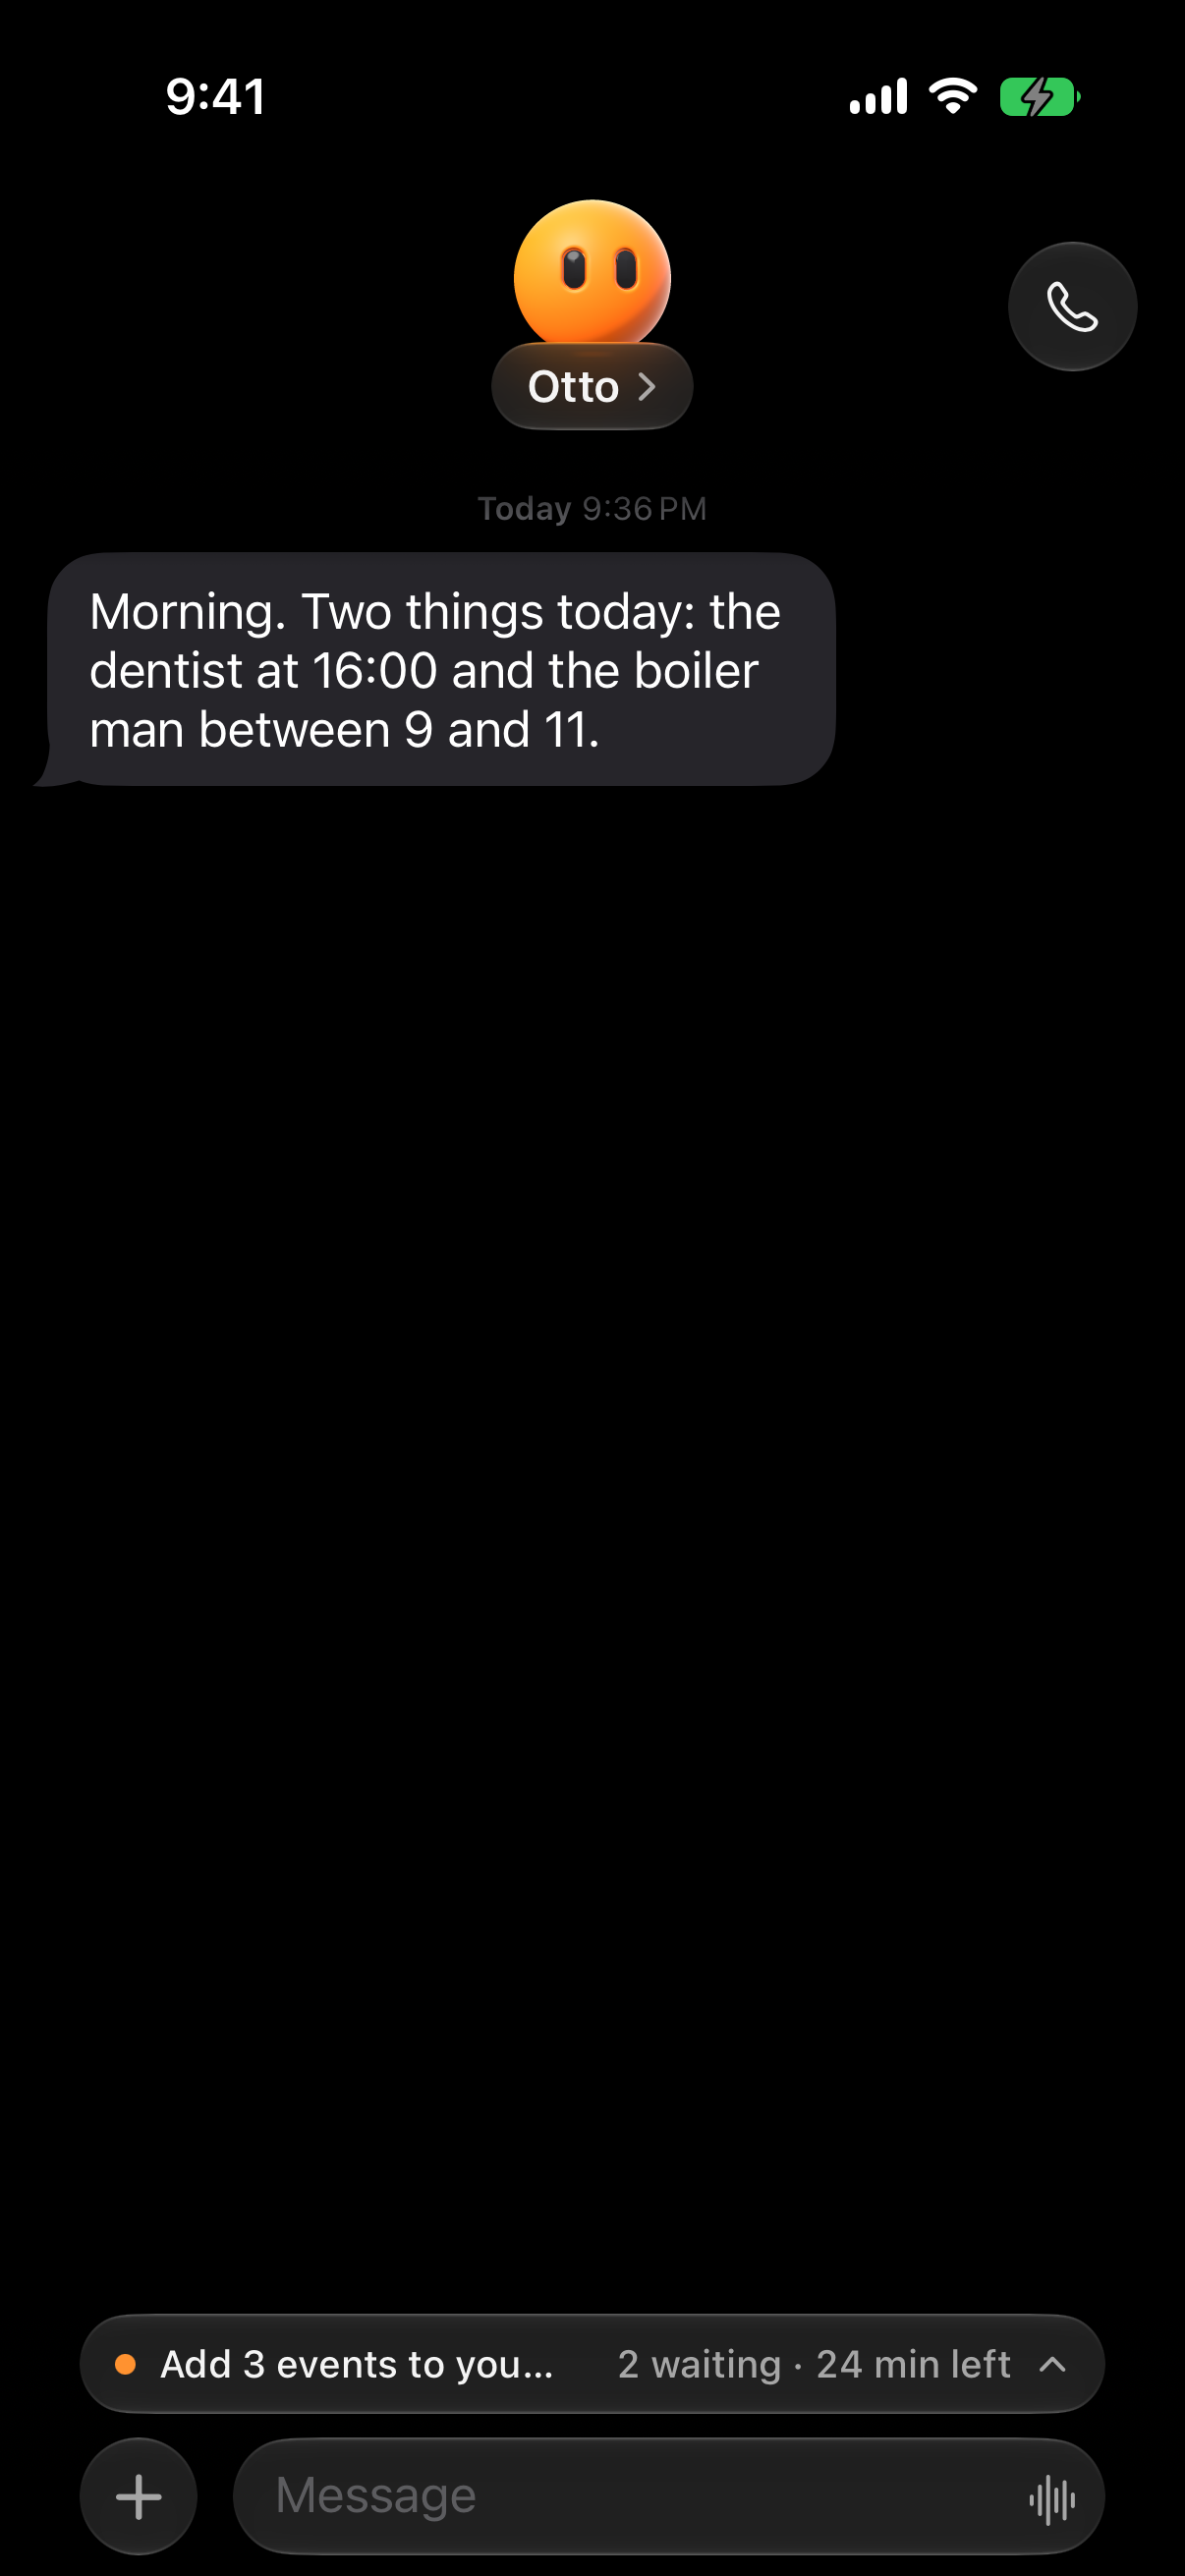 9:41
Otto
Today 9:36 PM
Morning. Two things today: the
dentist at 16:00 and the boiler
man between 9 and 11.
Add 3 events to you... 2 waiting · 24 min left
Message